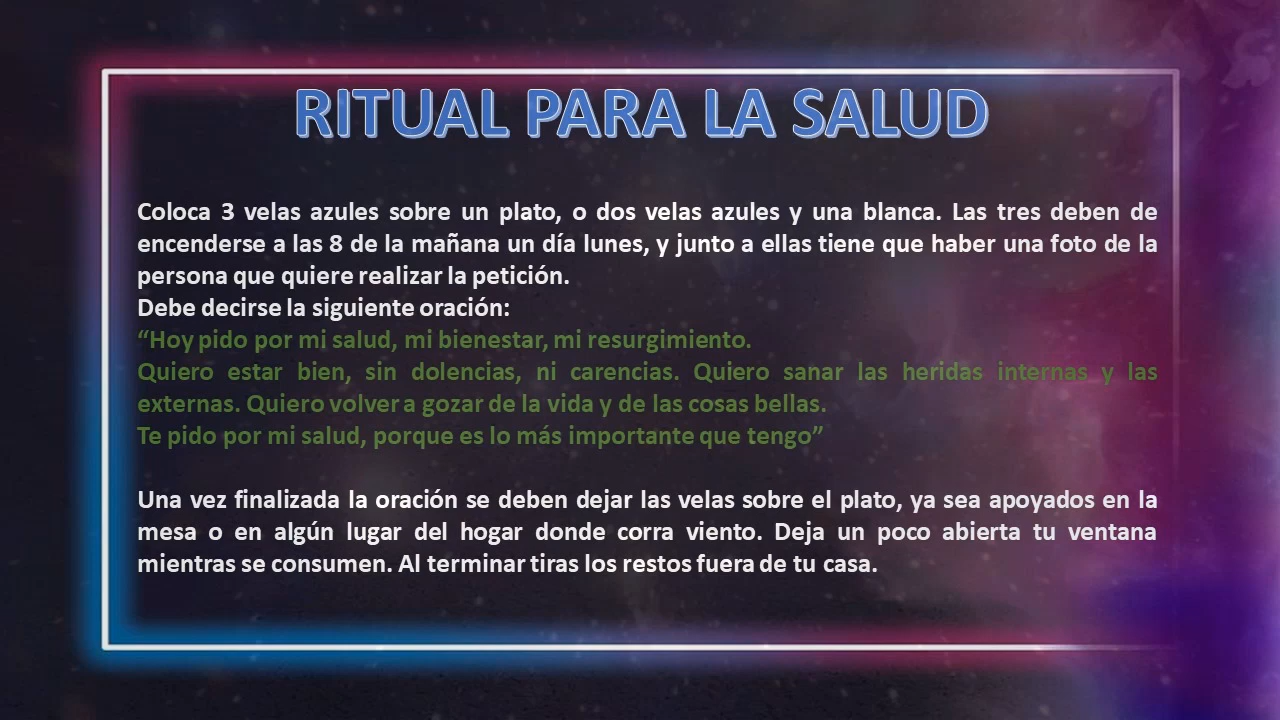 RITUAL PARA LA SALUD
Coloca 3 velas azules sobre un plato, o dos velas azules y una blanca. Las tres deben de
encenderse a las 8 de la mañana un día lunes, y junto a ellas tiene que haber una foto de la
persona que quiere realizar la petición.
Debe decirse la siguiente oración:
“Hoy pido por mi salud, mi bienestar, mi resurgimiento.
Quiero estar bien, sin dolencias, ni carencias. Quiero sanar las heridas internas y las
externas. Quiero volver a gozar de la vida y de las cosas bellas.
Te pido por mi salud, porque es lo más importante que tengo”
Una vez finalizada la oración se deben dejar las velas sobre el plato, ya sea apoyados en la
mesa o en algún lugar del hogar donde corra viento. Deja un poco abierta tu ventana
mientras se consumen. Al terminar tiras los restos fuera de tu casa.